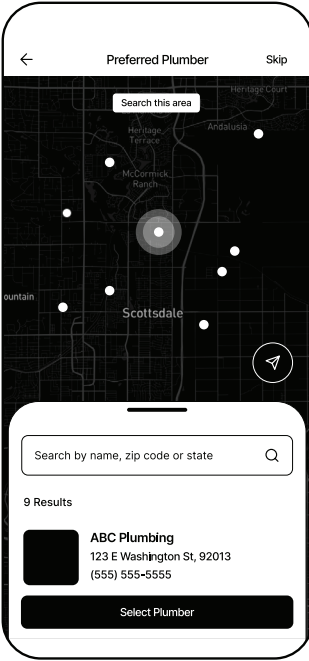 Preferred Plumber
Skip
Search this area
Heritage Court
Andalusia
Heritage
Terrace
McCormick
Ranch
ountain
Scottsdale
Search by name, zip code or state
9 Results
ABC Plumbing
123 E Washington St, 92013
(555) 555-5555
Select Plumber